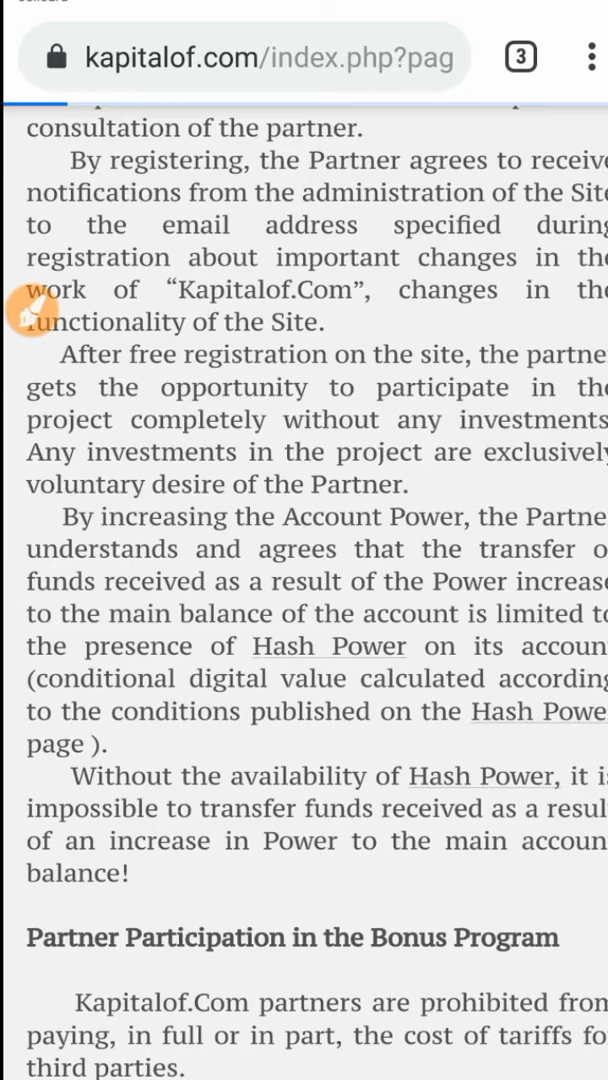 kapitalof.com/index.php?pag
3
consultation of the partner.
By registering, the Partner agrees to receive
notifications from the administration of the Site
to the email address specified during
registration about important changes in the
work of “Kapitalof.Com”, changes in the
functionality of the Site.
After free registration on the site, the partner
gets the opportunity to participate in the
project completely without any investments.
Any investments in the project are exclusively
voluntary desire of the Partner.
By increasing the Account Power, the Partner
understands and agrees that the transfer of
funds received as a result of the Power increase
to the main balance of the account is limited to
the presence of Hash Power on its account
(conditional digital value calculated according
to the conditions published on the Hash Power
page ).
Without the availability of Hash Power, it is
impossible to transfer funds received as a result
of an increase in Power to the main account
balance!
Partner Participation in the Bonus Program
Kapitalof.Com partners are prohibited from
paying, in full or in part, the cost of tariffs for
third parties.